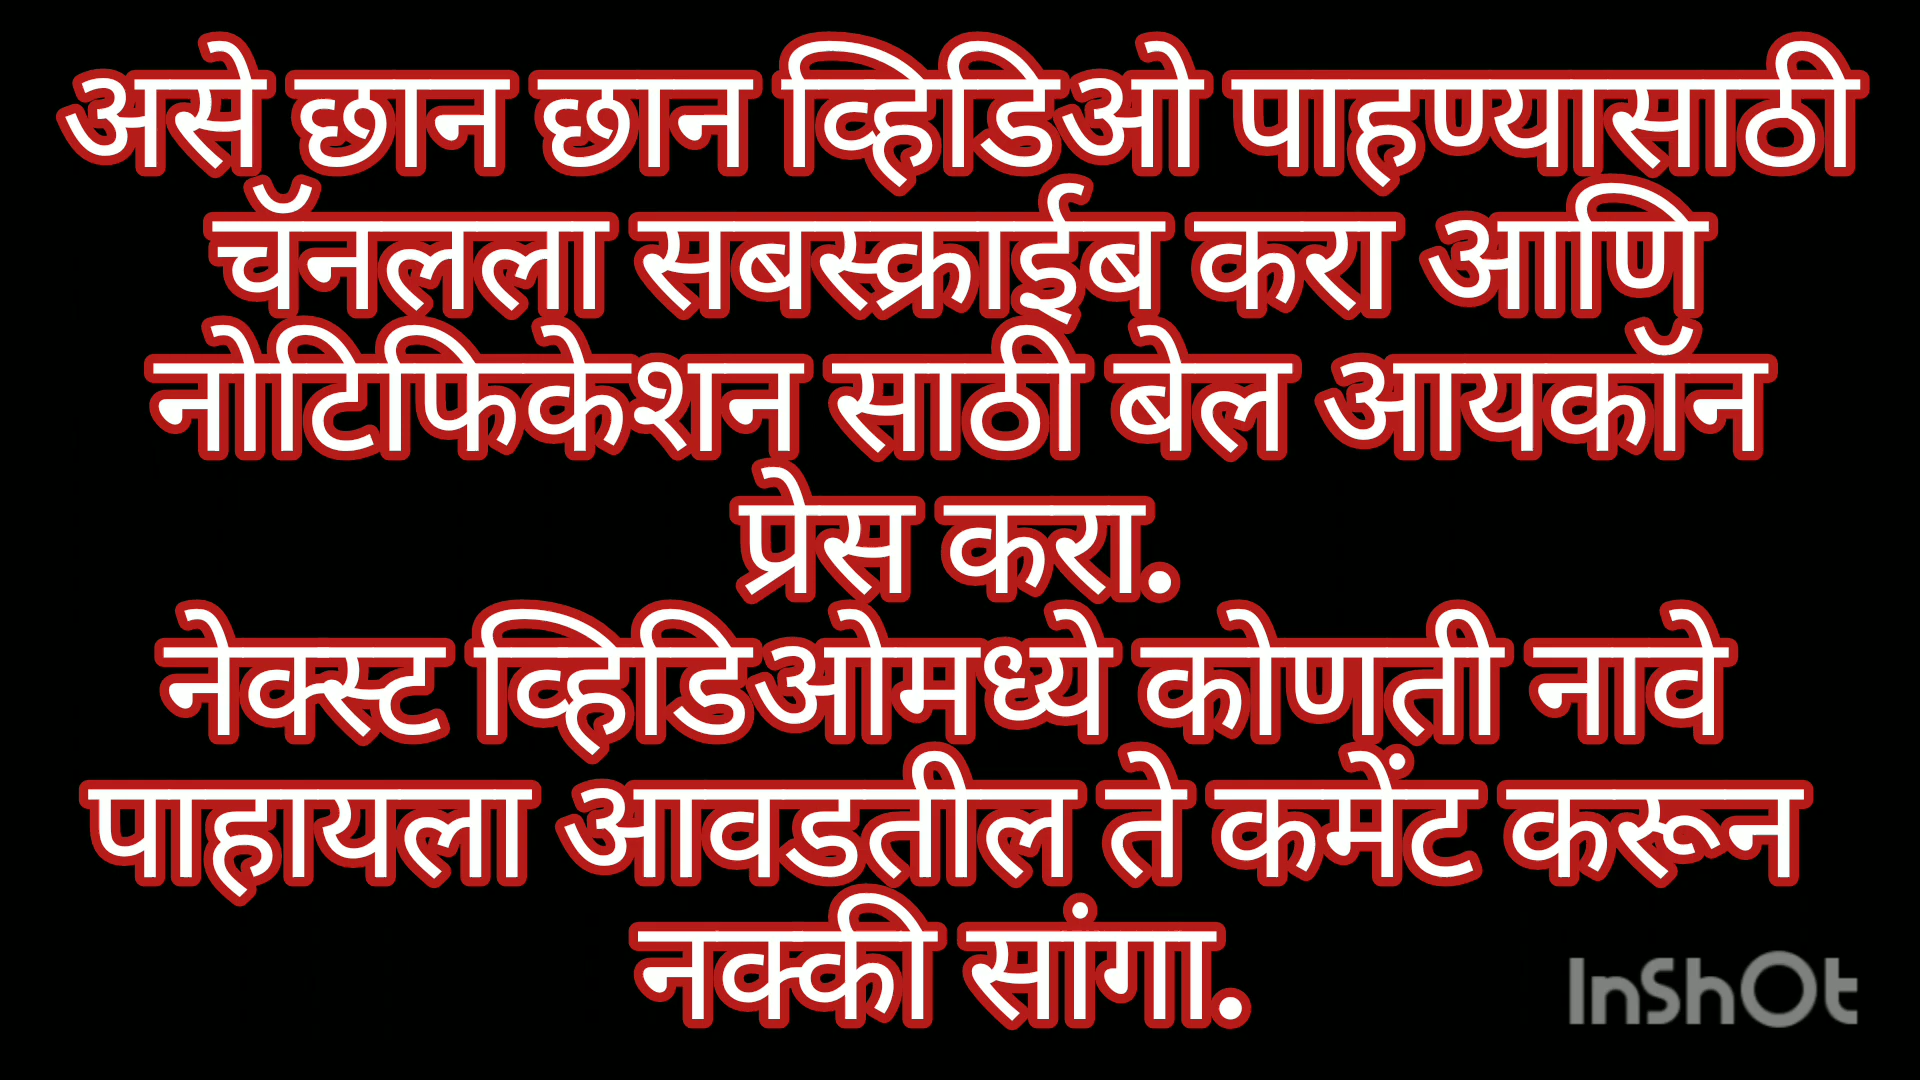 असे छान छान व्हिडिओ पाहण्यासाठी
चॅनलला सबस्क्राईब करा आणि
नोटिफिकेशन साठी बेल आयकॉन
प्रेस करा.
नेक्स्ट व्हिडिओमध्ये कोणती नावे
पाहायला आवडतील ते कमेंट करून
नक्की सांगा.
InShOt